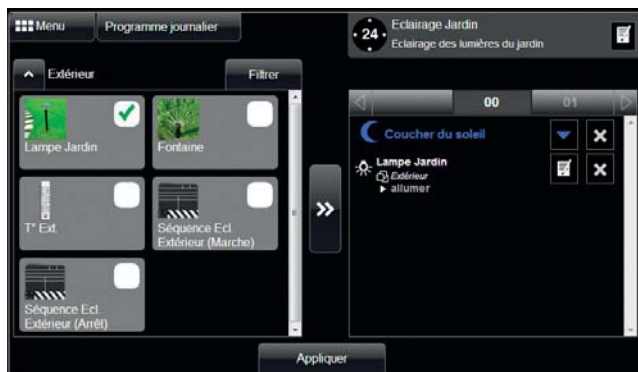 Menu
Programme journalier
24
Eclairage Jardin
Eclairage des lumières du jardin
Extérieur
Filtrer
Lampe Jardin
Fontaine
T° Ext.
Séquence Ecl.
Extérieur (Marche)
Séquence Ecl.
Extérieur (Arrêt)
00
01
Coucher du soleil
Lampe Jardin
Extérieur
allumer
Appliquer